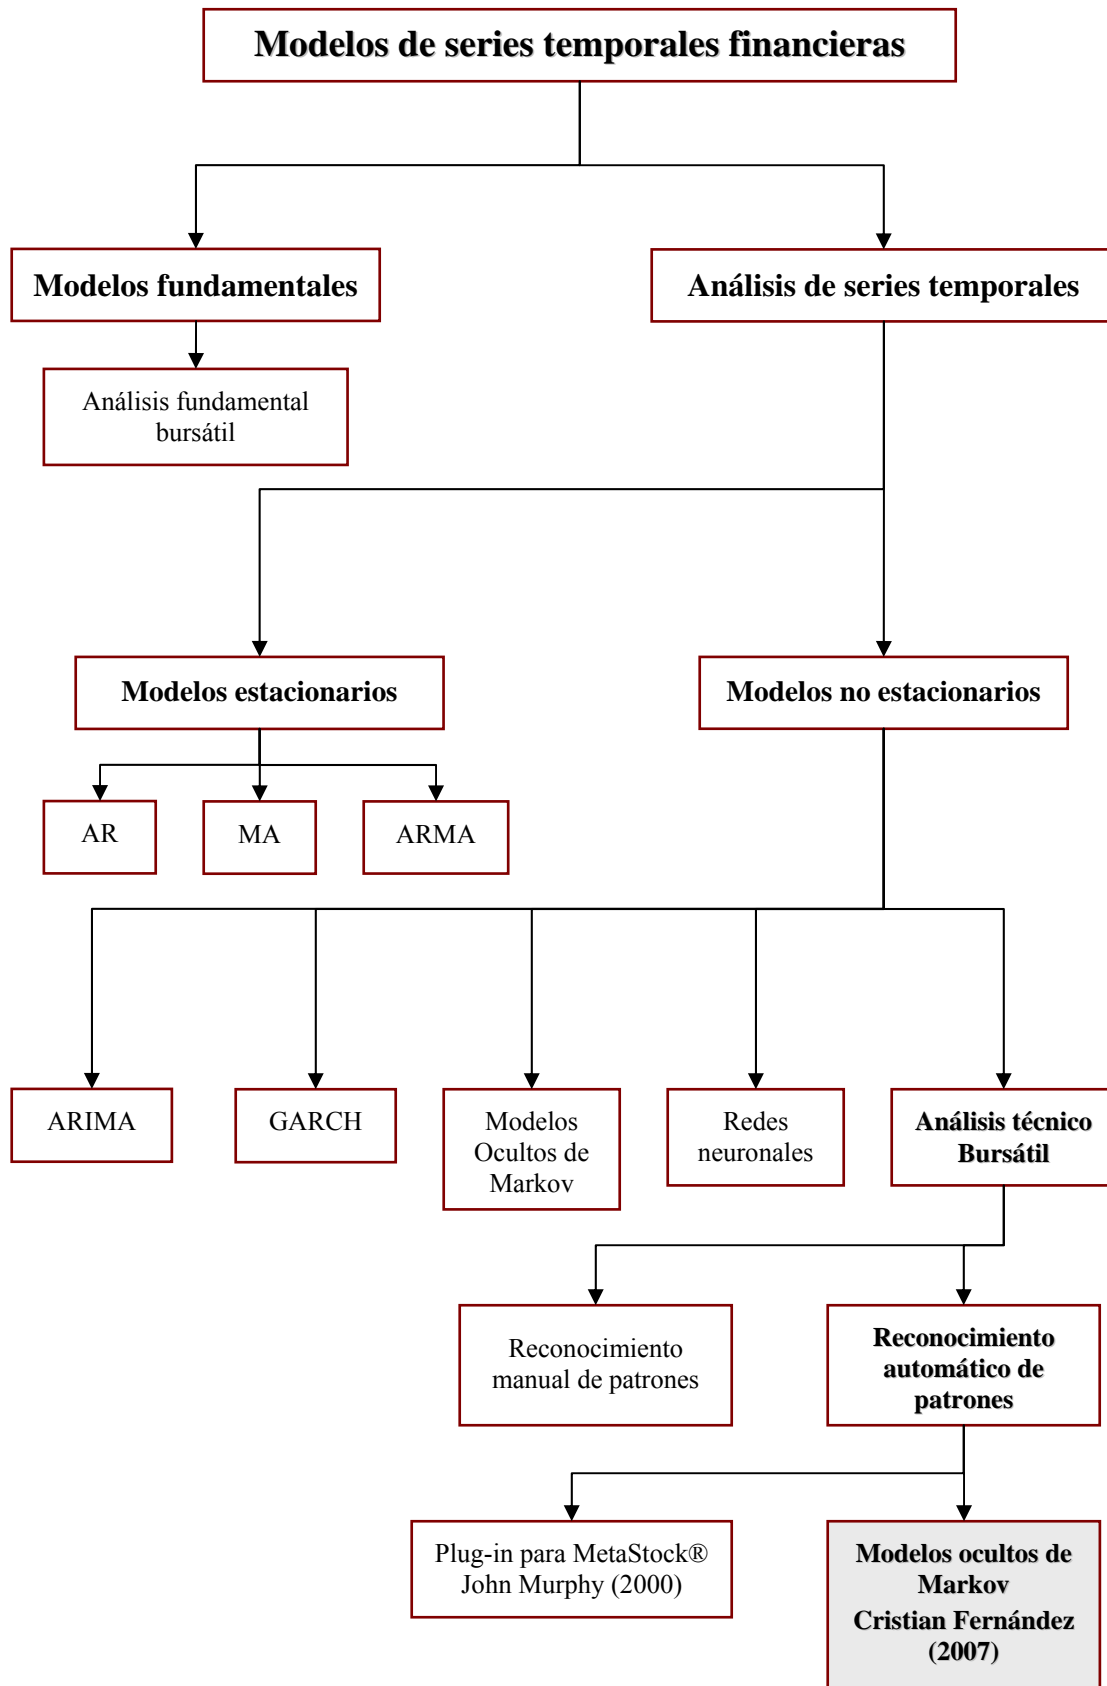 Modelos de series temporales financieras
Modelos fundamentales
Análisis de series temporales
Análisis fundamental
bursátil
Modelos estacionarios
Modelos no estacionarios
AR
MA
ARMA
ARIMA
GARCH
Modelos
Ocultos de
Markov
Redes
neuronales
Análisis técnico
Bursátil
Reconocimiento
manual de patrones
Reconocimiento
automático de
patrones
Plug-in para MetaStock®
John Murphy (2000)
Modelos ocultos de
Markov
Cristian Fernández
(2007)